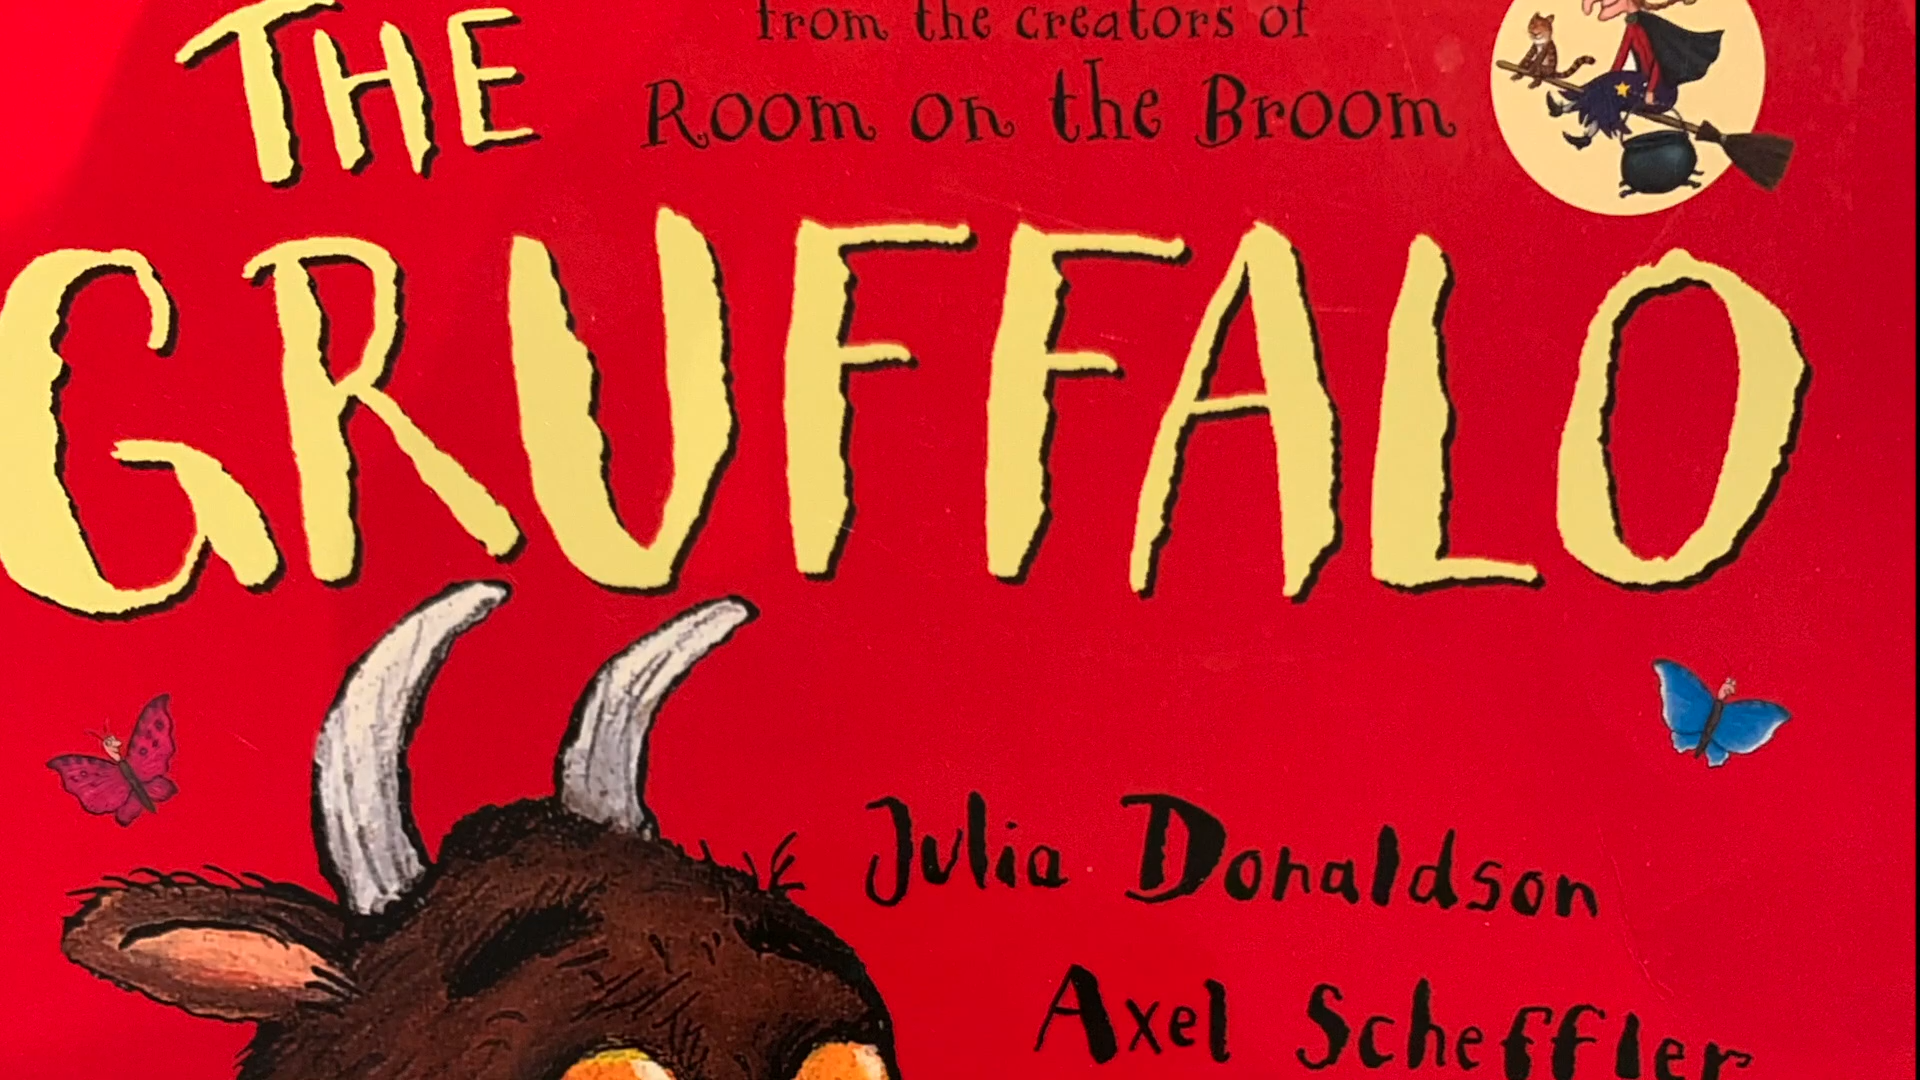 THE
from the creators of
Room on the Broom
GRUFFALO
Julia Donaldson
Axel Scheffler